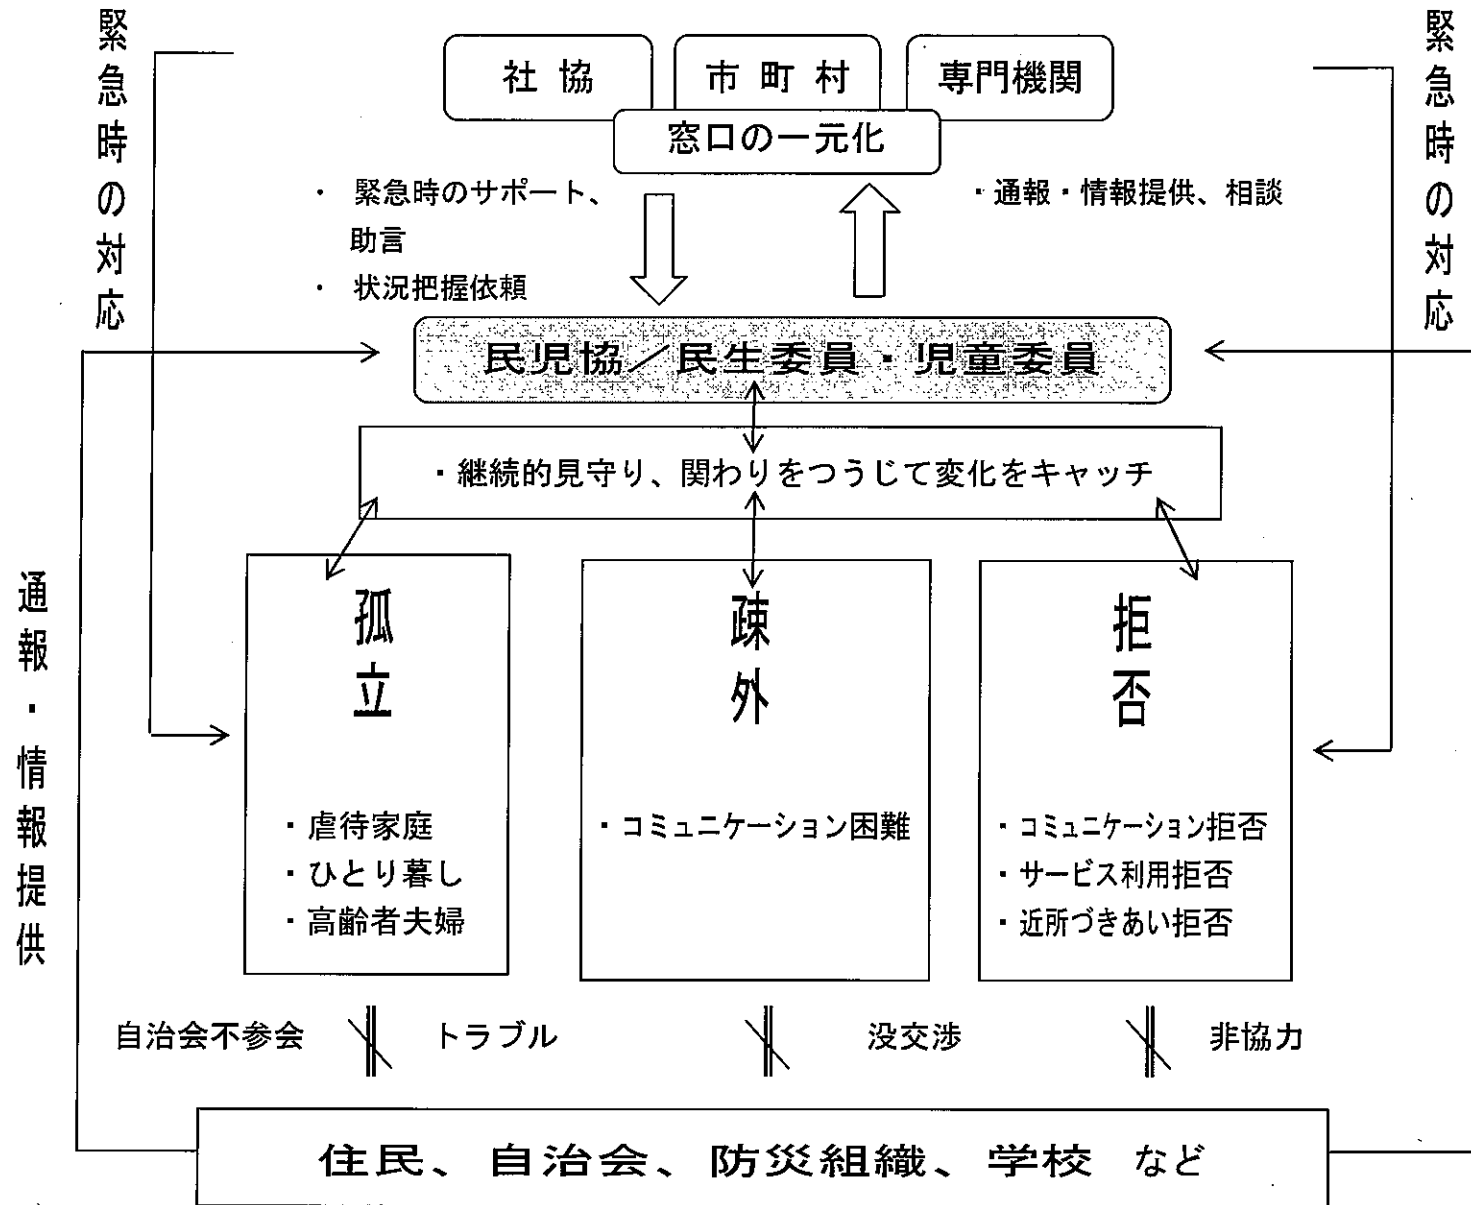 緊急時の対応
社協
市町村
専門機関
緊急時の対応
窓口の一元化
・ 緊急時のサポート、
助言
・ 状況把握依頼
・通報・情報提供、相談
民児協／民生委員・児童委員
・継続的見守り、関わりをつうじて変化をキャッチ
通報・情報提供
孤立
・虐待家庭
・ひとり暮し
・高齢者夫婦
疎外
・コミュニケーション困難
拒否
・コミュニケーション拒否
・サービス利用拒否
・近所づきあい拒否
自治会不参会
トラブル
没交渉
非協力
住民、自治会、防災組織、学校 など